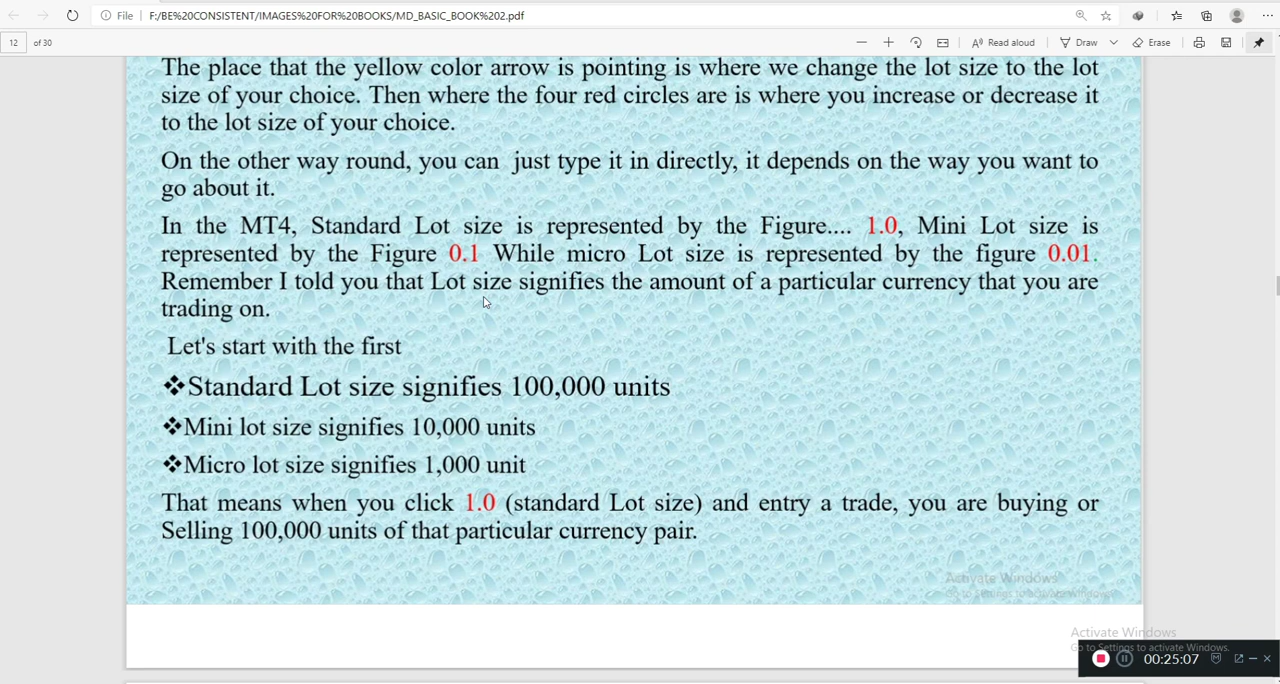 File F:/BE%20CONSISTENT/IMAGES%20FOR%20BOOKS/MD_BASIC_BOOK%202.pdf
12 of 30 Read aloud Draw Erase
The place that the yellow color arrow is pointing is where we change the lot size to the lot
size of your choice. Then where the four red circles are is where you increase or decrease it
to the lot size of your choice.
On the other way round, you can just type it in directly, it depends on the way you want to
go about it.
In the MT4, Standard Lot size is represented by the Figure.... 1.0, Mini Lot size is
represented by the Figure 0.1 While micro Lot size is represented by the figure 0.01.
Remember I told you that Lot size signifies the amount of a particular currency that you are
trading on.
Let's start with the first
❖Standard Lot size signifies 100,000 units
❖Mini lot size signifies 10,000 units
❖Micro lot size signifies 1,000 unit
That means when you click 1.0 (standard Lot size) and entry a trade, you are buying or
Selling 100,000 units of that particular currency pair.
Activate Windows
Go to Settings to activate Windows.
Activate Windows
Go to Settings to activate Windows.
00:25:07